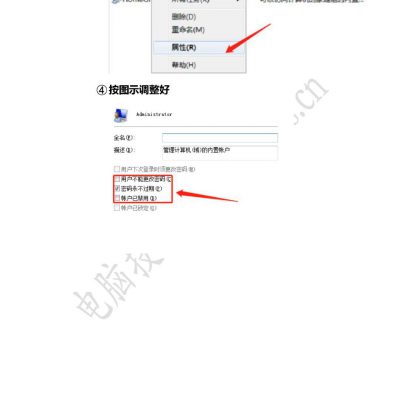 删除(D)
重命名(M)
属性(R)
帮助(H)
④ 按图示调整好
Administrator
全名(F):
描述(D):
管理计算机(域)的内置帐户
用户下次登录时须更改密码(M)
用户不能更改密码(C)
密码永不过期(P)
帐户已禁用(B)
帐户已锁定(O)
.cn
电脑技